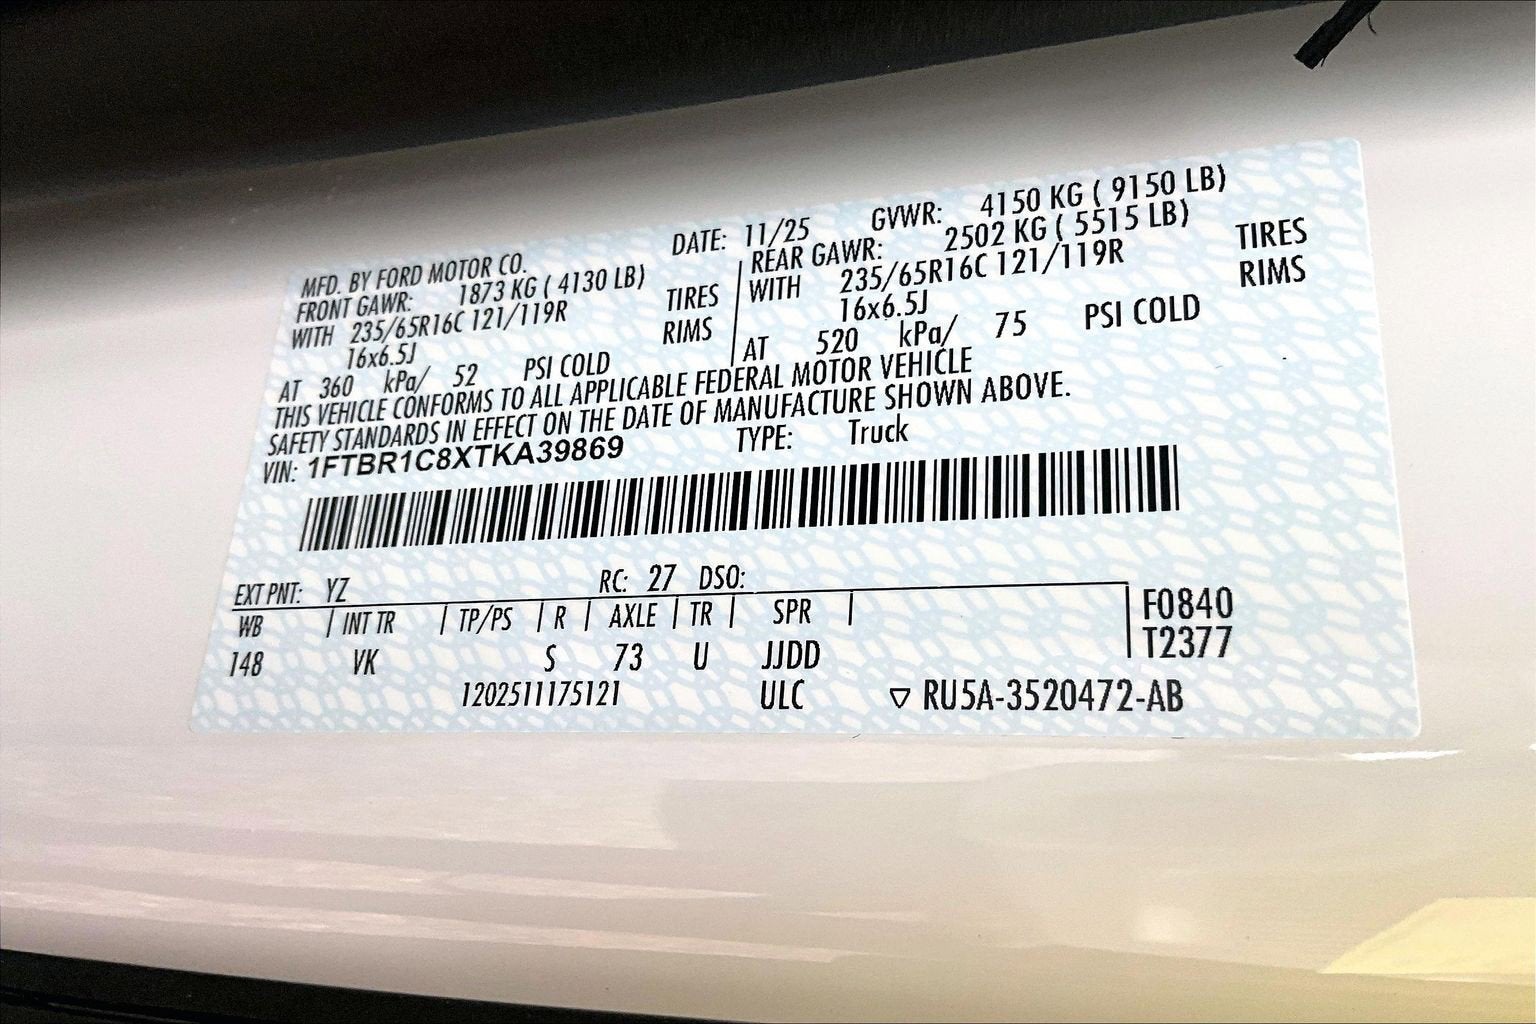 DATE: 11/25 GVWR: 4150 KG ( 9150 LB)
MFD. BY FORD MOTOR CO.
FRONT GAWR: 1873 KG ( 4130 LB)
WITH 235/65R16C 121/119R TIRES
16x6.5J RIMS
AT 360 kPa/ 52 PSI COLD
REAR GAWR: 2502 KG ( 5515 LB)
WITH 235/65R16C 121/119R TIRES
16x6.5J RIMS
AT 520 kPa/ 75 PSI COLD
THIS VEHICLE CONFORMS TO ALL APPLICABLE FEDERAL MOTOR VEHICLE
SAFETY STANDARDS IN EFFECT ON THE DATE OF MANUFACTURE SHOWN ABOVE.
VIN: 1FTBR1C8XTKA39869 TYPE: Truck
EXT PNT: YZ RC: 27 DSO:
WB | INT TR | TP/PS | R | AXLE | TR | SPR | F0840
148 VK S 73 U JJDD T2377
1202511175121 ULC ▽ RU5A-3520472-AB